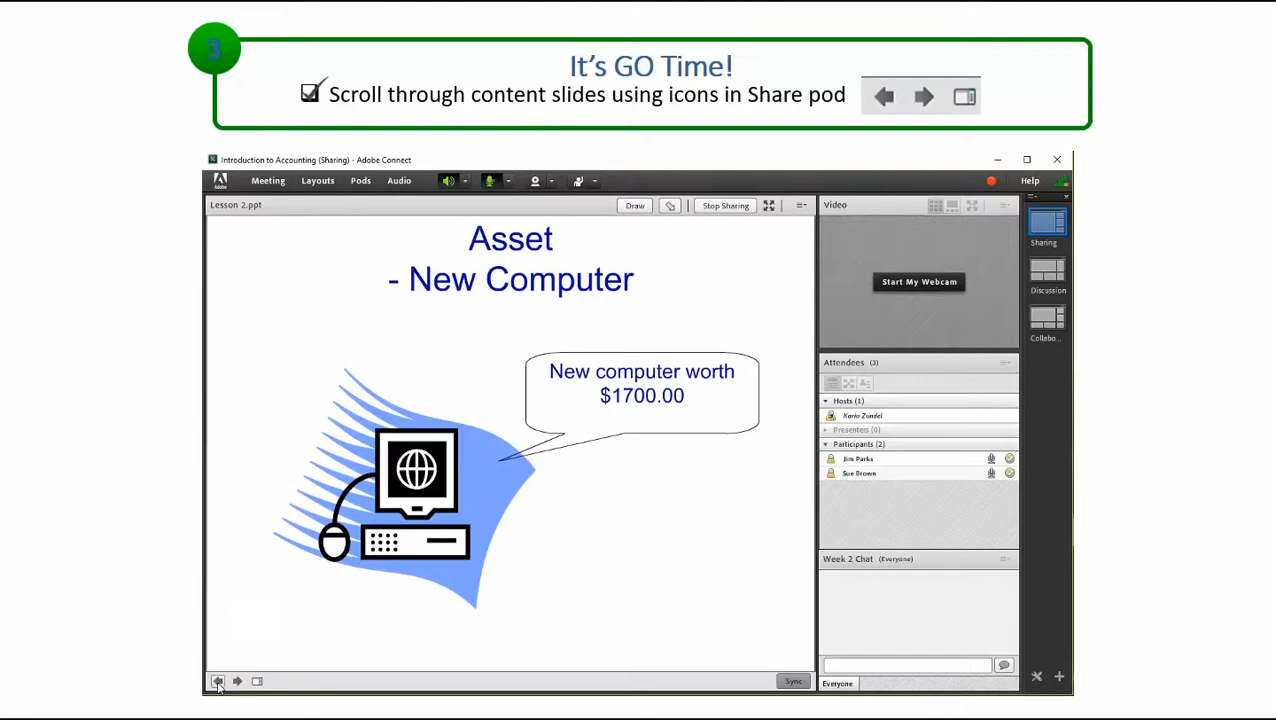 3
It's GO Time!
Scroll through content slides using icons in Share pod
Introduction to Accounting (Sharing) - Adobe Connect
Adobe
Meeting Layouts Pods Audio Help
Lesson 2.ppt Draw Stop Sharing
Video
Sharing
Discussion
Collabo...
Asset
- New Computer
New computer worth
$1700.00
Start My Webcam
Attendees (3)
Hosts (1)
Karin Zundel
Presenters (0)
Participants (2)
Jim Parks
Sue Brown
Week 2 Chat (Everyone)
Everyone
Sync